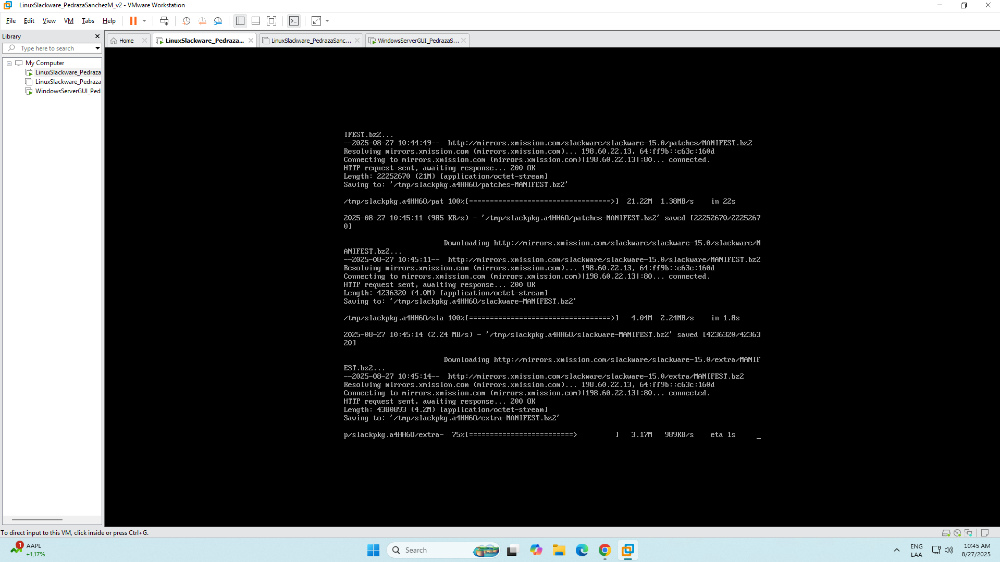 LinuxSlackware_PedrazaSanchezM_v2 - VMware Workstation
File Edit View VM Tabs Help
Library
Type here to search
My Computer
LinuxSlackware_Pedraza
LinuxSlackware_Pedraza
WindowsServerGUI_Ped
Home
LinuxSlackware_Pedraza...
LinuxSlackware_PedrazaSanc...
WindowsServerGUI_PedrazaS...
IFEST.bz2...
--2025-08-27 10:44:49--  http://mirrors.xmission.com/slackware/slackware-15.0/patches/MANIFEST.bz2
Resolving mirrors.xmission.com (mirrors.xmission.com)... 198.60.22.13, 64:ff9b::c63c:160d
Connecting to mirrors.xmission.com (mirrors.xmission.com)|198.60.22.13|:80... connected.
HTTP request sent, awaiting response... 200 OK
Length: 22252670 (21M) [application/octet-stream]
Saving to: '/tmp/slackpkg.a4HH6O/patches-MANIFEST.bz2'
/tmp/slackpkg.a4HH6O/pat 100%[==================================>]  21.22M  1.38MB/s    in 22s
2025-08-27 10:45:11 (985 KB/s) - '/tmp/slackpkg.a4HH6O/patches-MANIFEST.bz2' saved [22252670/2225267
0]
Downloading http://mirrors.xmission.com/slackware/slackware-15.0/slackware/M
ANIFEST.bz2...
--2025-08-27 10:45:11--  http://mirrors.xmission.com/slackware/slackware-15.0/slackware/MANIFEST.bz2
Resolving mirrors.xmission.com (mirrors.xmission.com)... 198.60.22.13, 64:ff9b::c63c:160d
Connecting to mirrors.xmission.com (mirrors.xmission.com)|198.60.22.13|:80... connected.
HTTP request sent, awaiting response... 200 OK
Length: 4236320 (4.0M) [application/octet-stream]
Saving to: '/tmp/slackpkg.a4HH6O/slackware-MANIFEST.bz2'
/tmp/slackpkg.a4HH6O/sla 100%[==================================>]   4.04M  2.24MB/s    in 1.8s
2025-08-27 10:45:14 (2.24 MB/s) - '/tmp/slackpkg.a4HH6O/slackware-MANIFEST.bz2' saved [4236320/42363
20]
Downloading http://mirrors.xmission.com/slackware/slackware-15.0/extra/MANIF
EST.bz2...
--2025-08-27 10:45:14--  http://mirrors.xmission.com/slackware/slackware-15.0/extra/MANIFEST.bz2
Resolving mirrors.xmission.com (mirrors.xmission.com)... 198.60.22.13, 64:ff9b::c63c:160d
Connecting to mirrors.xmission.com (mirrors.xmission.com)|198.60.22.13|:80... connected.
HTTP request sent, awaiting response... 200 OK
Length: 4380893 (4.2M) [application/octet-stream]
Saving to: '/tmp/slackpkg.a4HH6O/extra-MANIFEST.bz2'
p/slackpkg.a4HH6O/extra-  75%[=========================>         ]   3.17M   989KB/s    eta 1s
To direct input to this VM, click inside or press Ctrl+G.
1
AAPL
+1,17%
Search
ENG
LAA
10:45 AM
8/27/2025